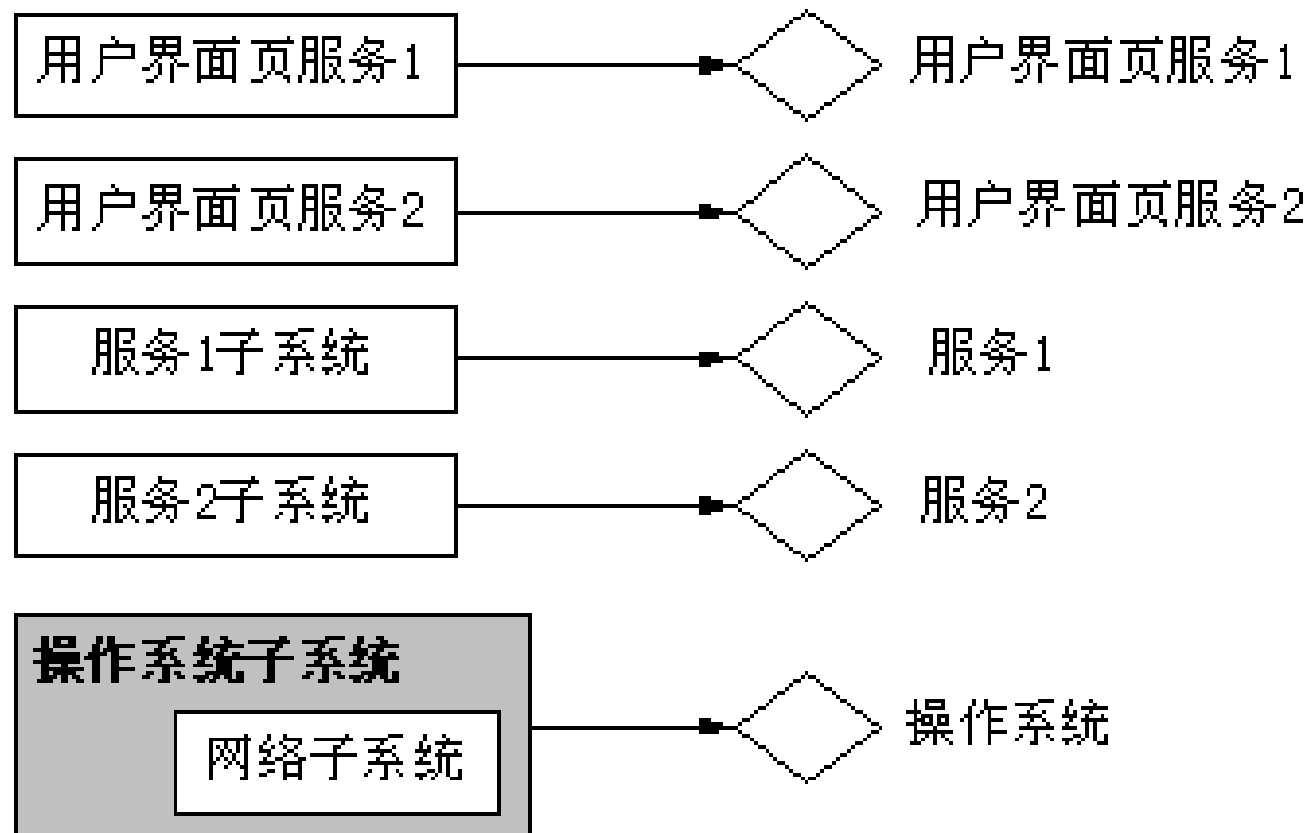 用户界面页服务1
用户界面页服务1
用户界面页服务2
用户界面页服务2
服务1子系统
服务1
服务2子系统
服务2
操作系统子系统
网络子系统
操作系统